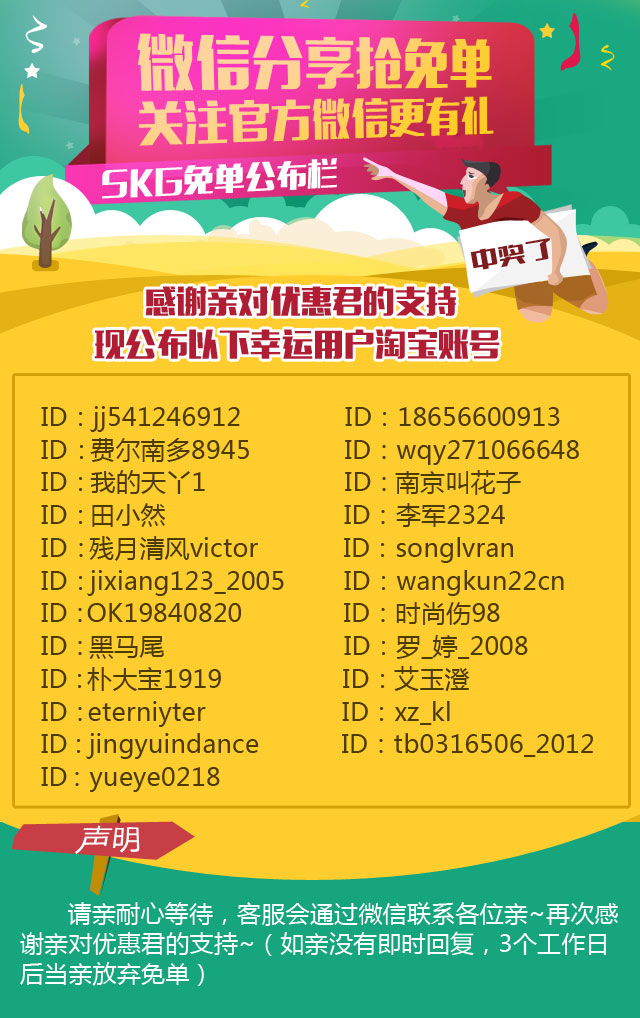 微信分享抢免单
关注官方微信更有礼
SKG免单公布栏
中奖了
感谢亲对优惠君的支持
现公布以下幸运用户淘宝账号
ID：jj541246912
ID：18656600913
ID：费尔南多8945
ID：wqy271066648
ID：我的天丫1
ID：南京叫花子
ID：田小然
ID：李军2324
ID：残月清风victor
ID：songlvran
ID：jixiang123_2005
ID：wangkun22cn
ID：OK19840820
ID：时尚伤98
ID：黑马尾
ID：罗_婷_2008
ID：朴大宝1919
ID：艾玉澄
ID：eterniyter
ID：xz_kl
ID：jingyuindance
ID：tb0316506_2012
ID：yueye0218
声明
请亲耐心等待，客服会通过微信联系各位亲~再次感
谢亲对优惠君的支持~（如亲没有即时回复，3个工作日
后当亲放弃免单）